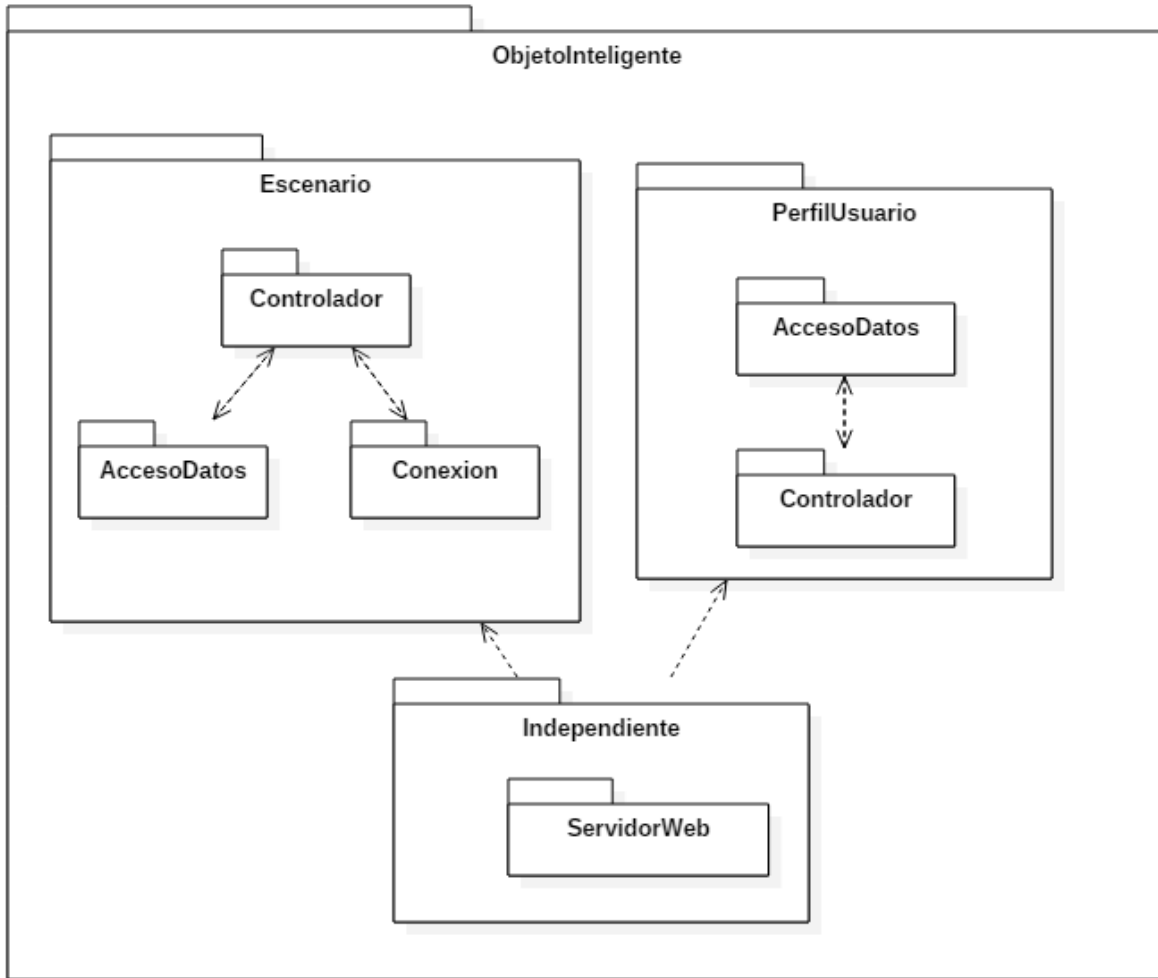 ObjetoInteligente
Escenario
Controlador
AccesoDatos
Conexion
PerfilUsuario
AccesoDatos
Controlador
Independiente
ServidorWeb